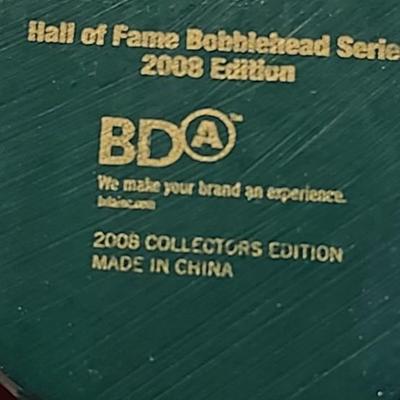 Hall of Fame Bobblehead Serie
2008 Edition
BDA™
We make your brand an experience.
bdainc.com
2008 COLLECTORS EDITION
MADE IN CHINA